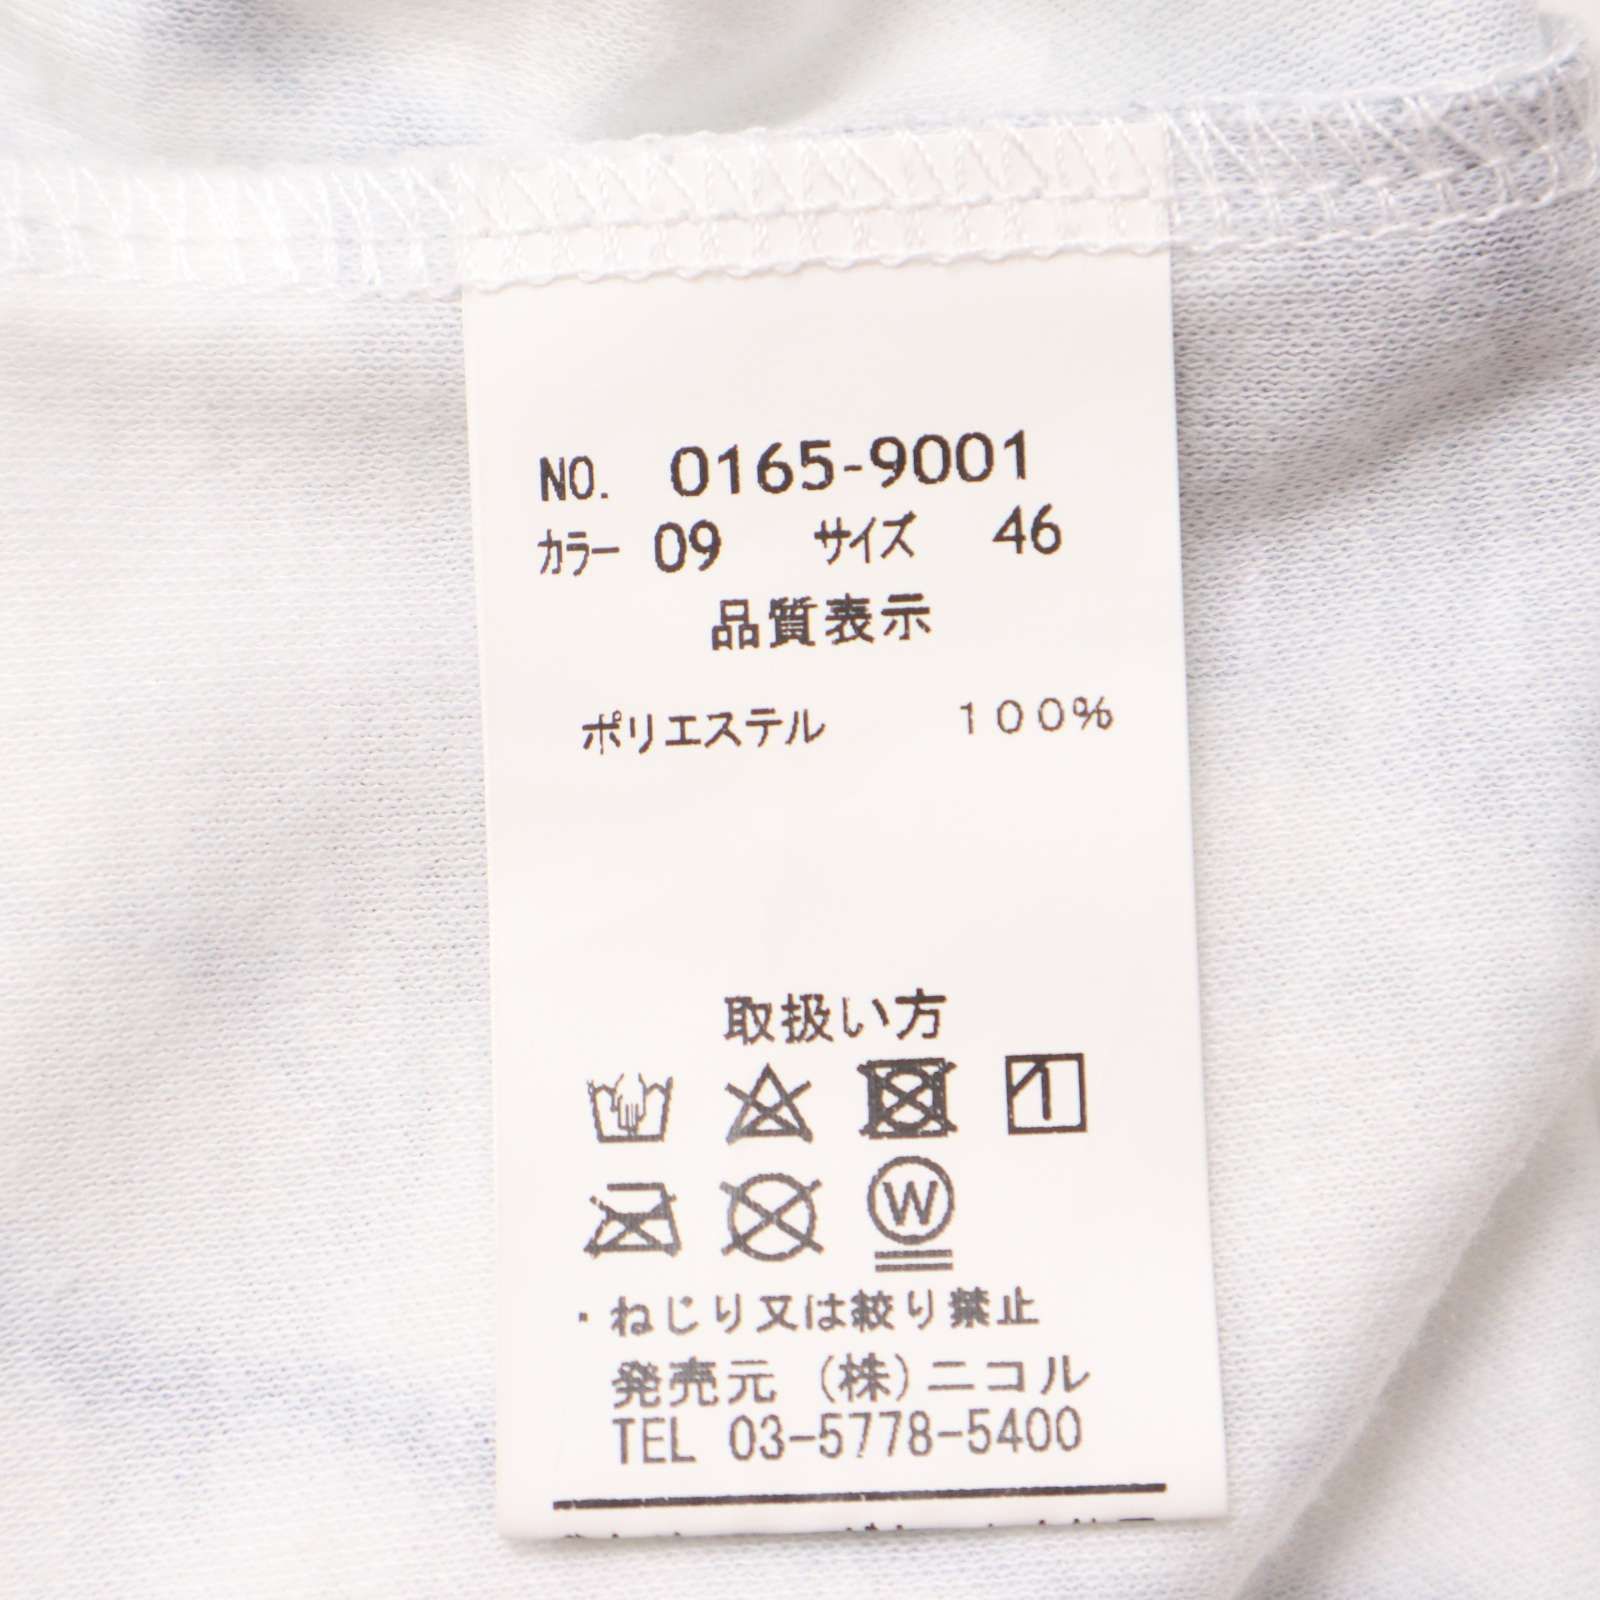 NO. 0165-9001
カラー 09 サイズ 46
品質表示
ポリエステル 100%
取扱い方
W
・ねじり又は絞り禁止
発売元 (株)ニコル
TEL 03-5778-5400